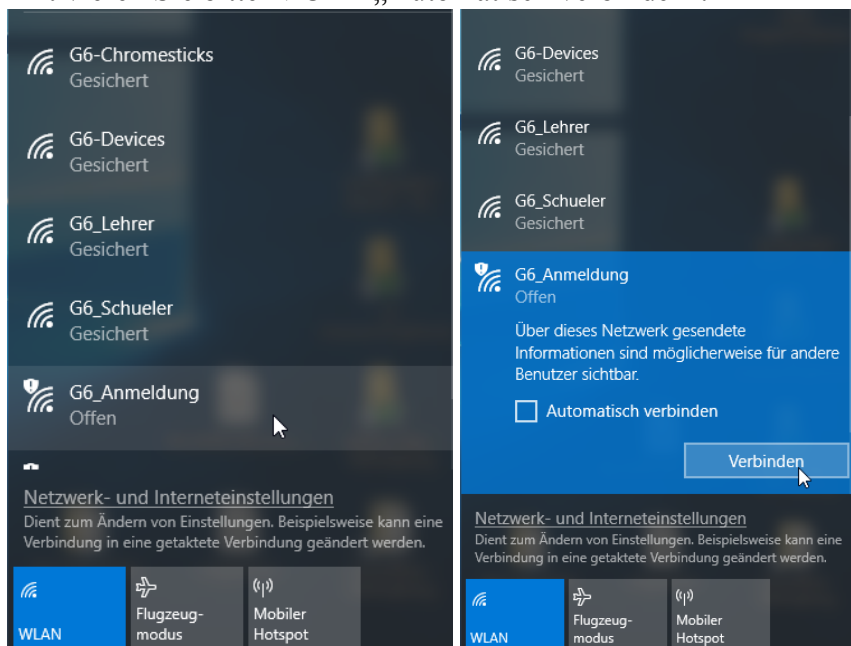 G6-Chromesticks
Gesichert
G6-Devices
Gesichert
G6_Lehrer
Gesichert
G6_Schueler
Gesichert
G6_Anmeldung
Offen
Netzwerk- und Interneteinstellungen
Dient zum Ändern von Einstellungen. Beispielsweise kann eine
Verbindung in eine getaktete Verbindung geändert werden.
WLAN
Flugzeug-
modus
Mobiler
Hotspot
G6-Devices
Gesichert
G6_Lehrer
Gesichert
G6_Schueler
Gesichert
G6_Anmeldung
Offen
Über dieses Netzwerk gesendete
Informationen sind möglicherweise für andere
Benutzer sichtbar.
Automatisch verbinden
Verbinden
Netzwerk- und Interneteinstellungen
Dient zum Ändern von Einstellungen. Beispielsweise kann eine
Verbindung in eine getaktete Verbindung geändert werden.
WLAN
Flugzeug-
modus
Mobiler
Hotspot